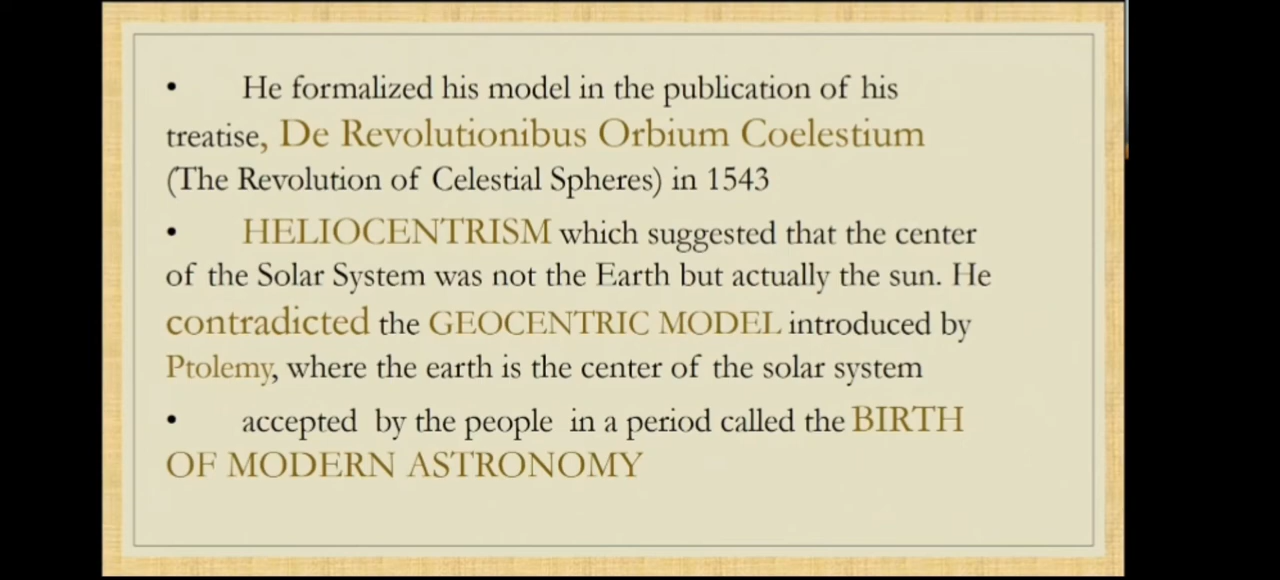 • He formalized his model in the publication of his
treatise, De Revolutionibus Orbium Coelestium
(The Revolution of Celestial Spheres) in 1543
• HELIOCENTRISM which suggested that the center
of the Solar System was not the Earth but actually the sun. He
contradicted the GEOCENTRIC MODEL introduced by
Ptolemy, where the earth is the center of the solar system
• accepted by the people in a period called the BIRTH
OF MODERN ASTRONOMY